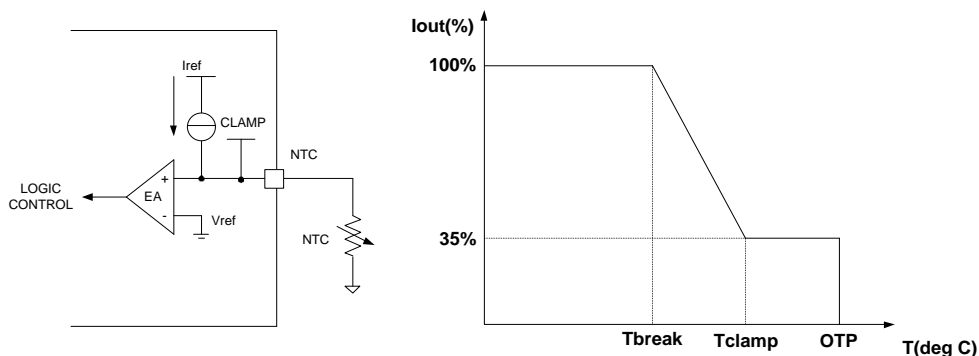 Iref
CLAMP
NTC
+
EA
-
LOGIC
CONTROL
Vref
NTC
Iout(%)
100%
35%
Tbreak
Tclamp
OTP
T(deg C)